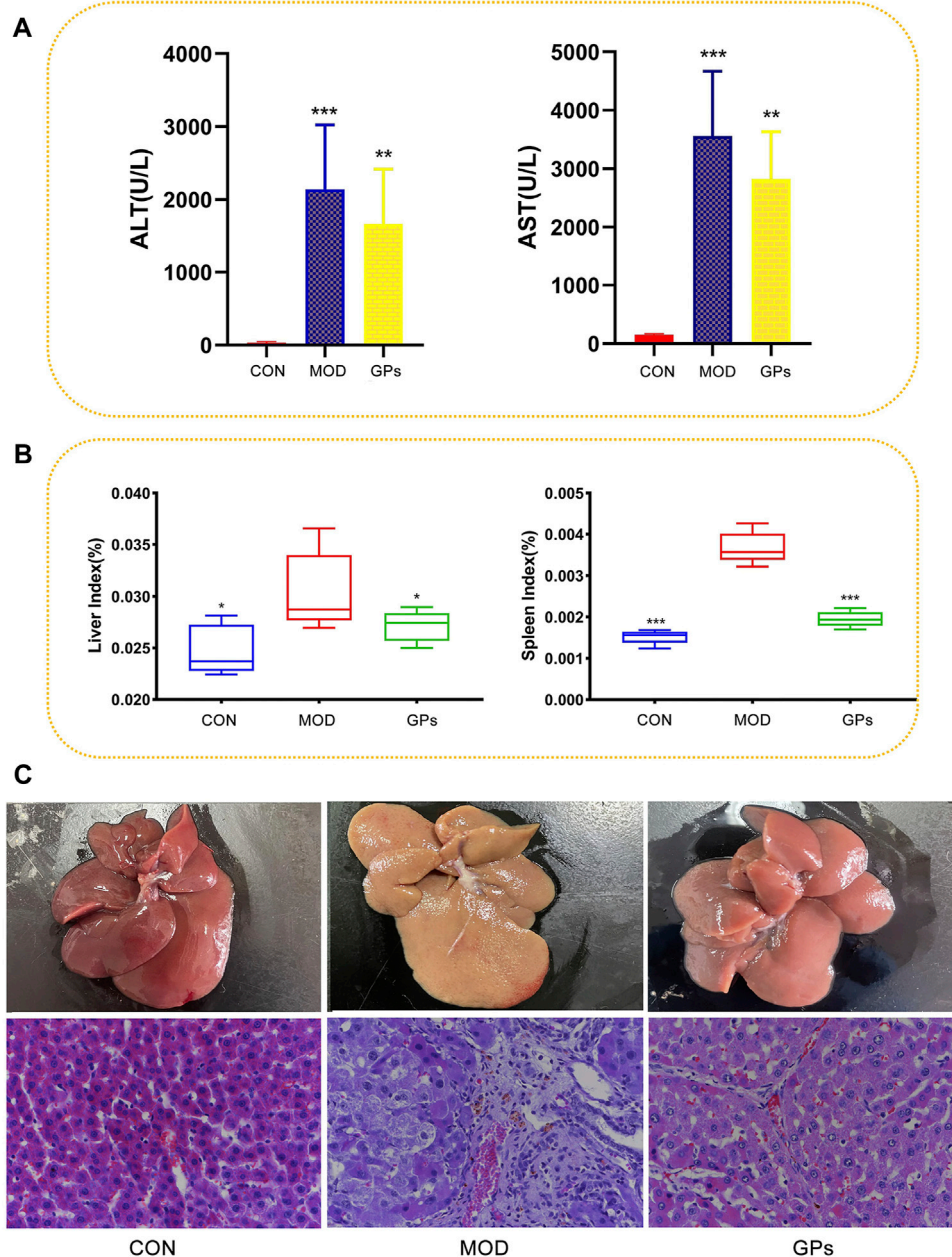 A
ALT(U/L)
4000
3000
2000
1000
0
***
**
CON MOD GPs
AST(U/L)
5000
4000
3000
2000
1000
0
***
**
CON MOD GPs
B
Liver Index(%)
0.040
0.035
0.030
0.025
0.020
*
*
CON MOD GPs
Spleen Index(%)
0.005
0.004
0.003
0.002
0.001
0.000
***
***
CON MOD GPs
C
CON MOD GPs